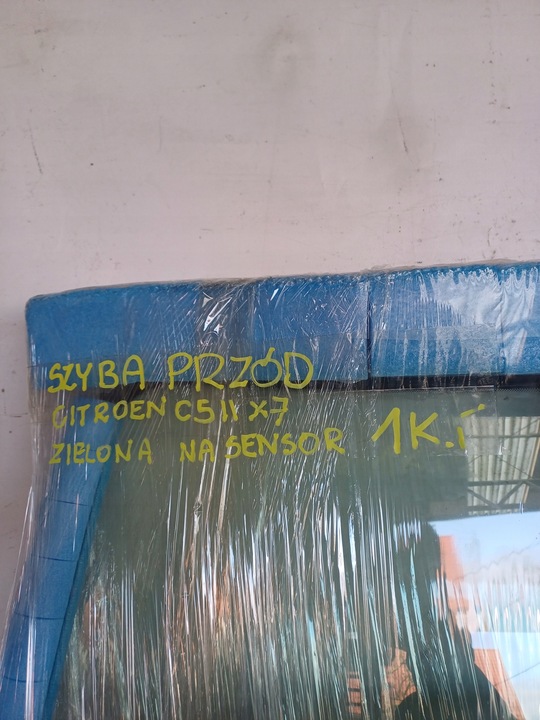 SZYBA PRZÓD
CITROEN C5 II X7
ZIELONA NA SENSOR 1K.